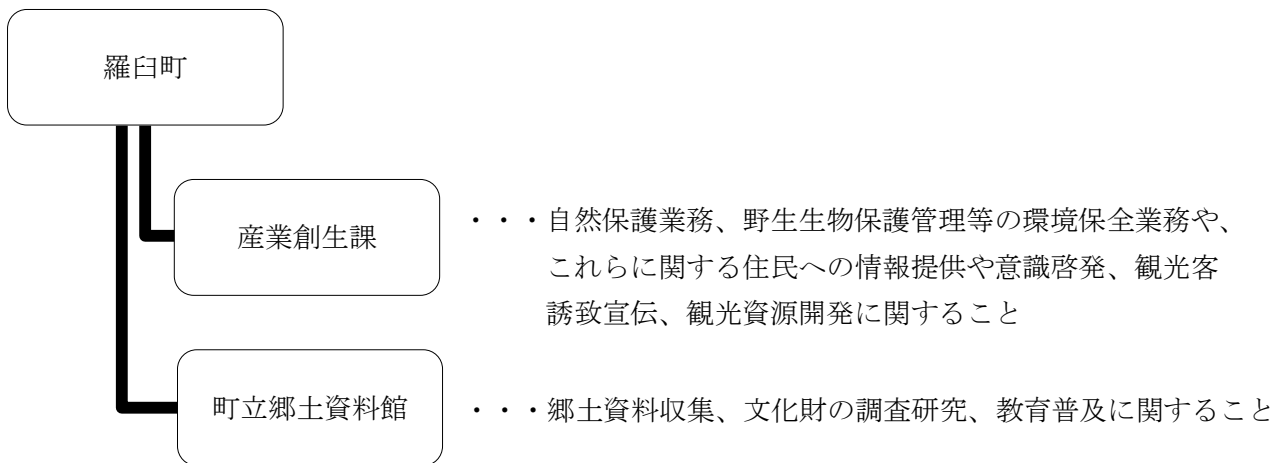 羅臼町
産業創生課
・・・自然保護業務、野生生物保護管理等の環境保全業務や、
これらに関する住民への情報提供や意識啓発、観光客
誘致宣伝、観光資源開発に関すること
町立郷土資料館
・・・郷土資料収集、文化財の調査研究、教育普及に関すること